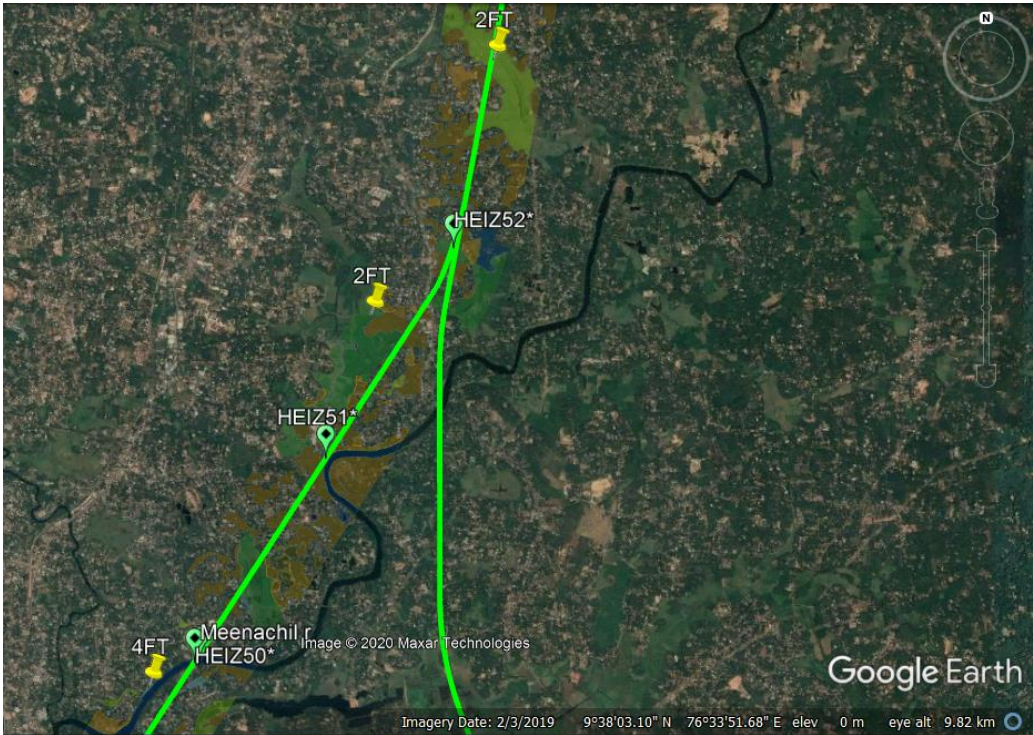 2FT
N
HEIZ52*
2FT
HEIZ51*
Meenachil r
4FT
HEIZ50*
Image © 2020 Maxar Technologies
Google Earth
Imagery Date: 2/3/2019 9°38'03.10" N 76°33'51.68" E elev 0 m eye alt 9.82 km